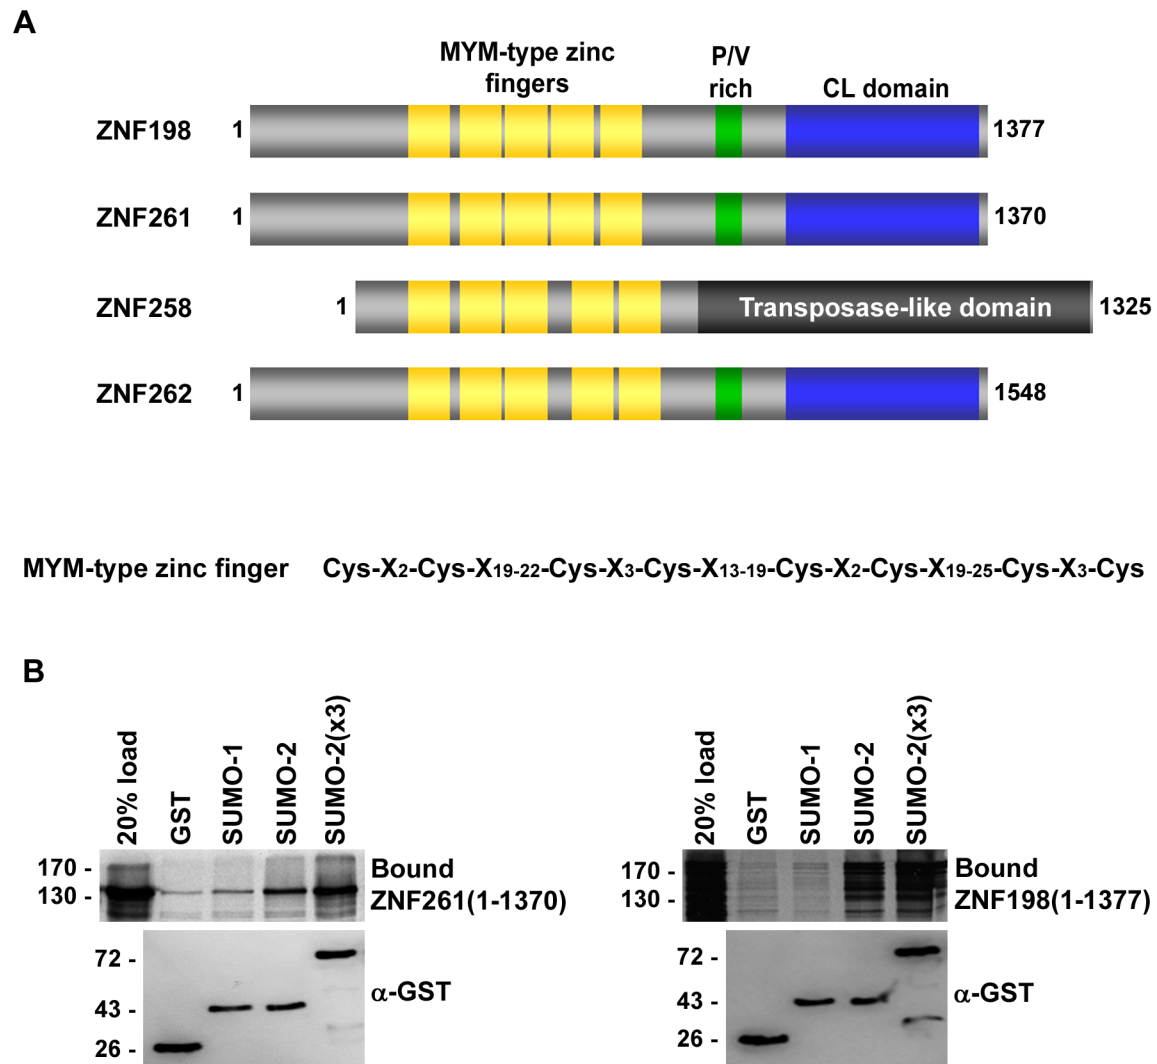 A
MYM-type zinc
fingers
P/V
rich
CL domain
ZNF198 1 1377
ZNF261 1 1370
ZNF258 1 Transposase-like domain 1325
ZNF262 1 1548
MYM-type zinc finger Cys-X2-Cys-X19-22-Cys-X3-Cys-X13-19-Cys-X2-Cys-X19-25-Cys-X3-Cys
B
20% load
GST
SUMO-1
SUMO-2
SUMO-2(x3)
170 -
130 -
Bound
ZNF261(1-1370)
72 -
43 -
26 -
α-GST
20% load
GST
SUMO-1
SUMO-2
SUMO-2(x3)
170 -
130 -
Bound
ZNF198(1-1377)
72 -
43 -
26 -
α-GST